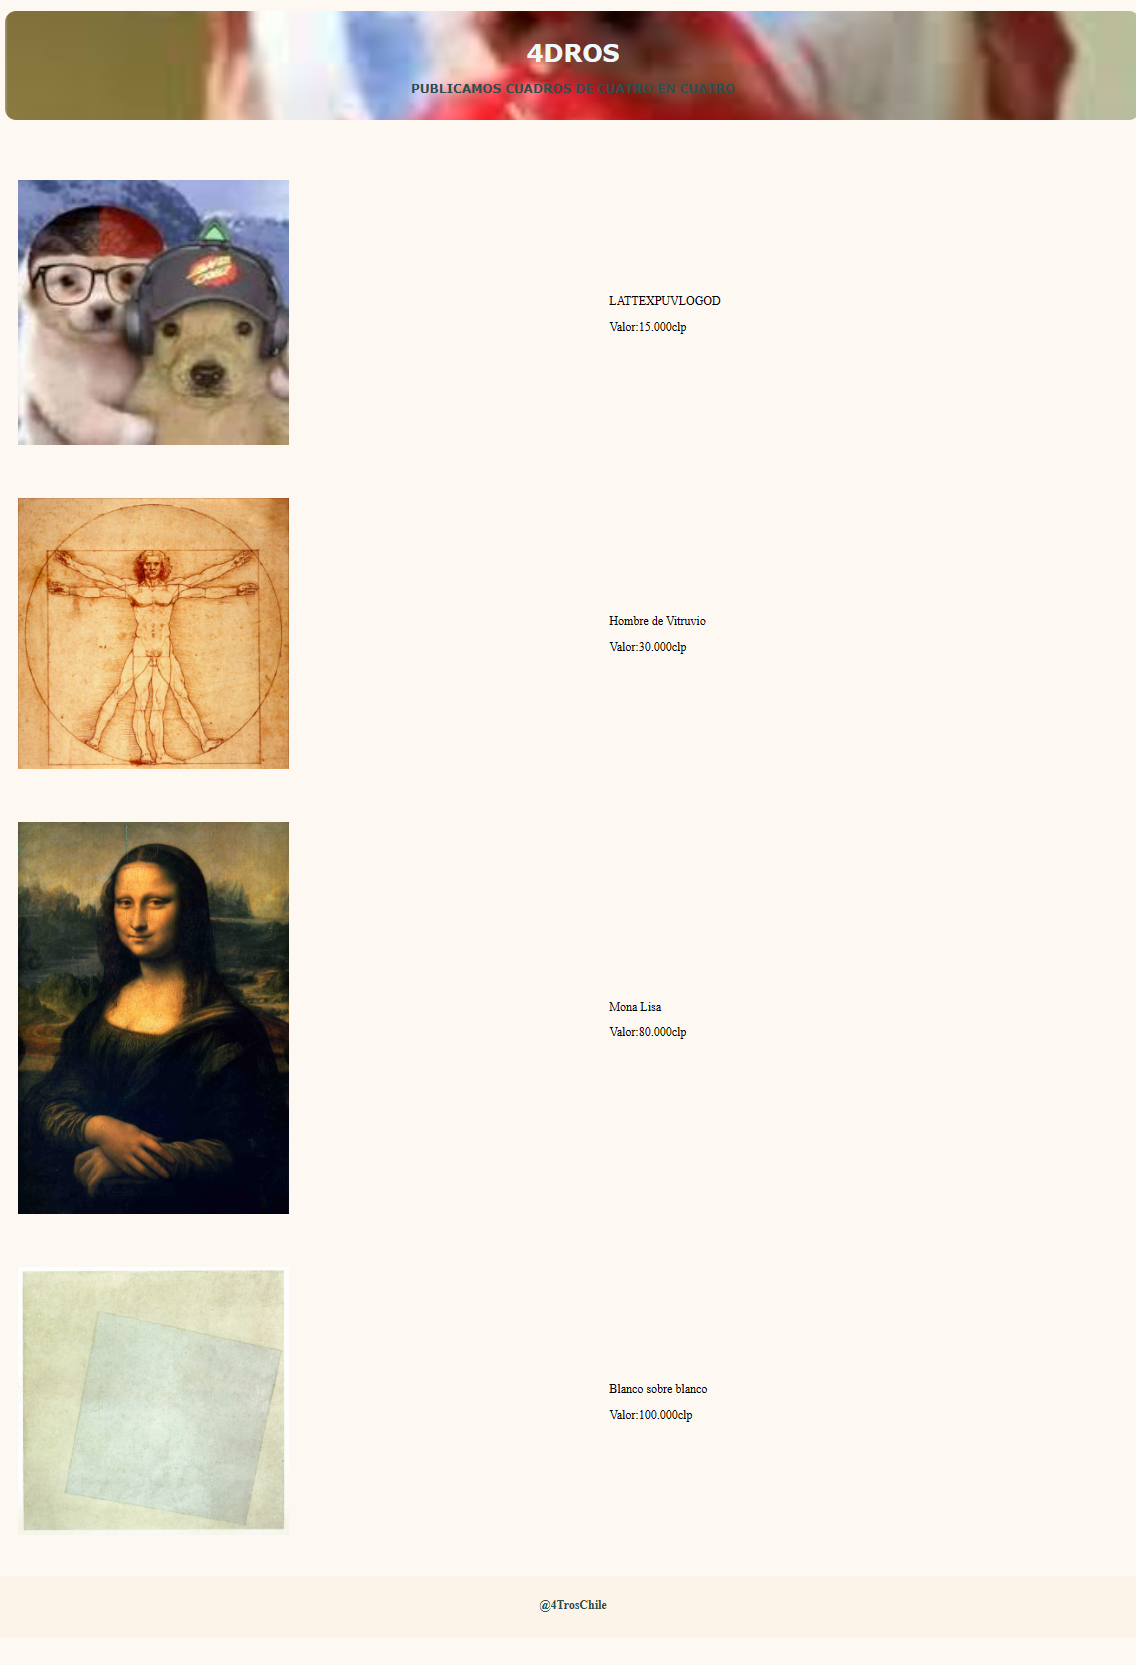 4DROS
PUBLICAMOS CUADROS DE CUATRO EN CUATRO
LATTEXPUVLOGOD
Valor:15.000clp
Hombre de Vitruvio
Valor:30.000clp
Mona Lisa
Valor:80.000clp
Blanco sobre blanco
Valor:100.000clp
@4TrosChile